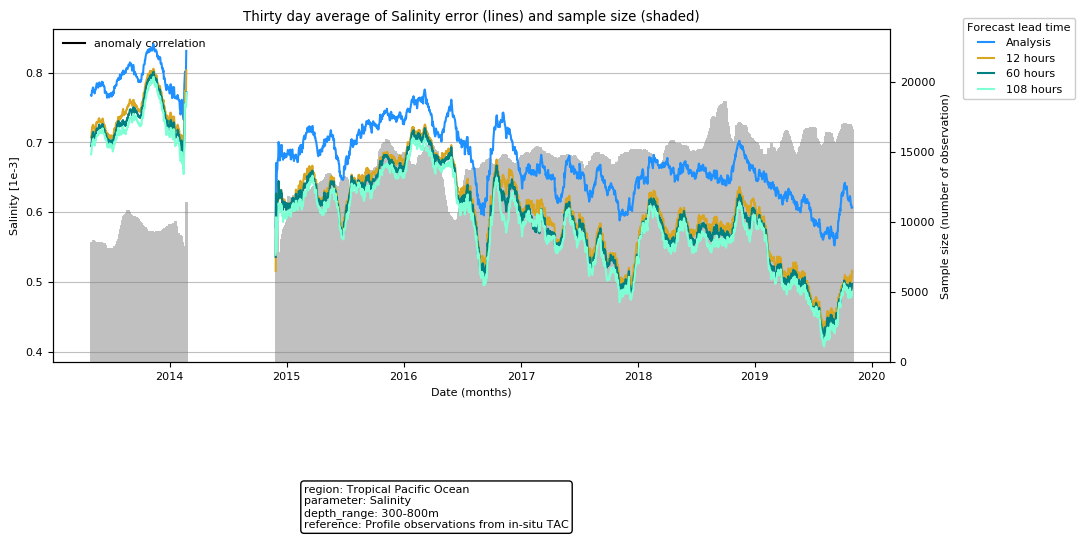 Thirty day average of Salinity error (lines) and sample size (shaded)
anomaly correlation
Forecast lead time
Analysis
12 hours
60 hours
108 hours
Salinity [1e-3]
0.8
0.7
0.6
0.5
0.4
20000
15000
10000
5000
0
Sample size (number of observation)
2014
2015
2016
2017
2018
2019
2020
Date (months)
region: Tropical Pacific Ocean
parameter: Salinity
depth_range: 300-800m
reference: Profile observations from in-situ TAC